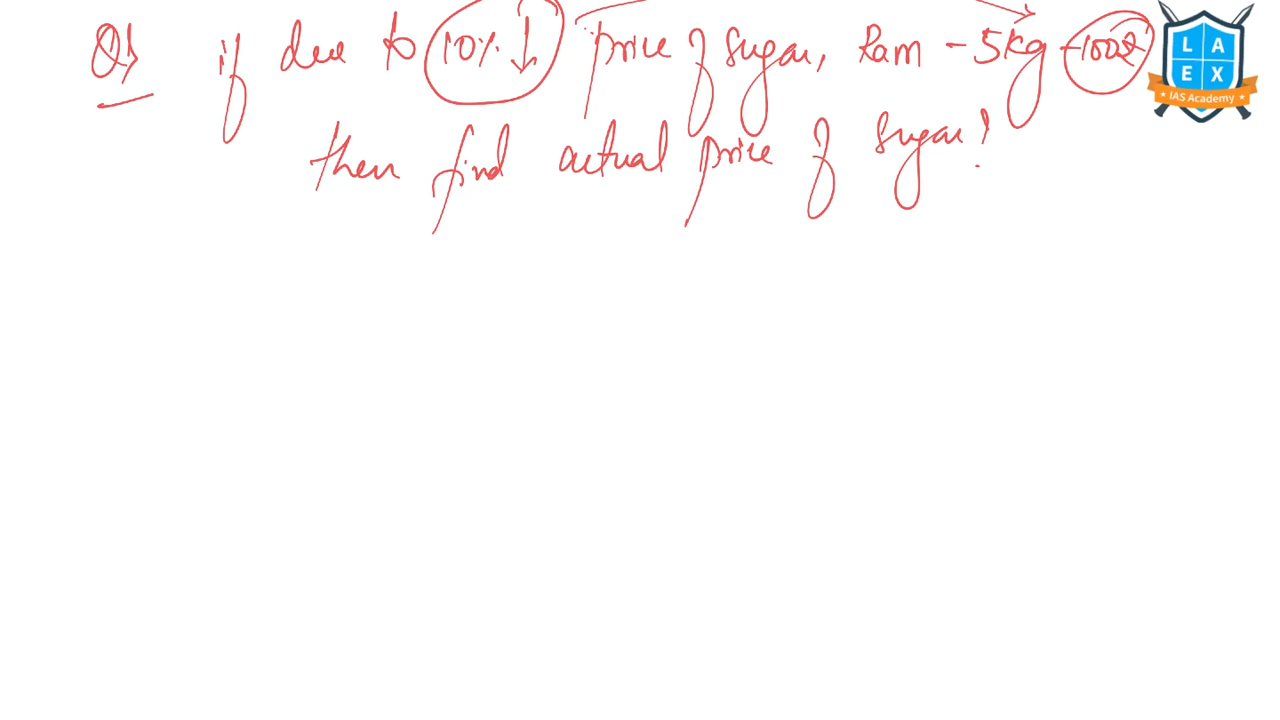 Q) if due to 10% ↓ price of sugar, Ram - 5kg - 100₹
then find actual price of sugar?
L A
E X
IAS Academy